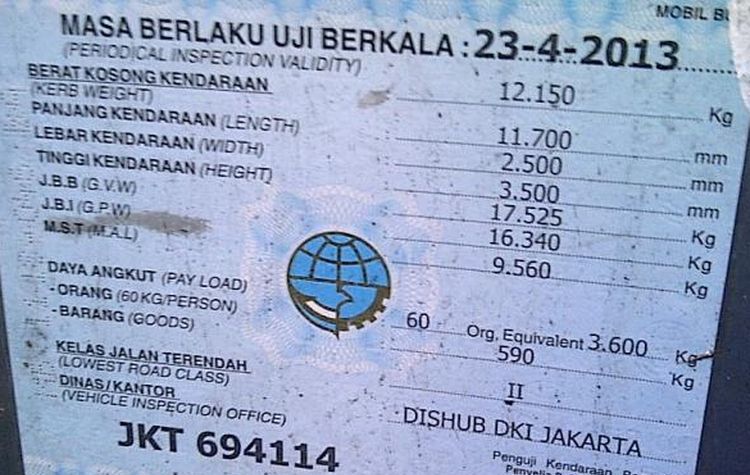 MOBIL
MASA BERLAKU UJI BERKALA : 23-4-2013
(PERIODICAL INSPECTION VALIDITY)
BERAT KOSONG KENDARAAN 12.150 Kg
(KERB WEIGHT)
PANJANG KENDARAAN (LENGTH) 11.700 mm
LEBAR KENDARAAN (WIDTH) 2.500 mm
TINGGI KENDARAAN (HEIGHT) 3.500 mm
J.B.B (G.V.W) 17.525 Kg
J.B.I (G.P.W) 16.340 Kg
M.S.T (M.A.L) 9.560 Kg
DAYA ANGKUT (PAY LOAD)
- ORANG (60 KG/PERSON) 60 Org, Equivalent 3.600 Kg
- BARANG (GOODS) 590 Kg
KELAS JALAN TERENDAH II
(LOWEST ROAD CLASS)
DINAS/KANTOR DISHUB DKI JAKARTA
(VEHICLE INSPECTION OFFICE)
JKT 694114
Penguji Kendaraan